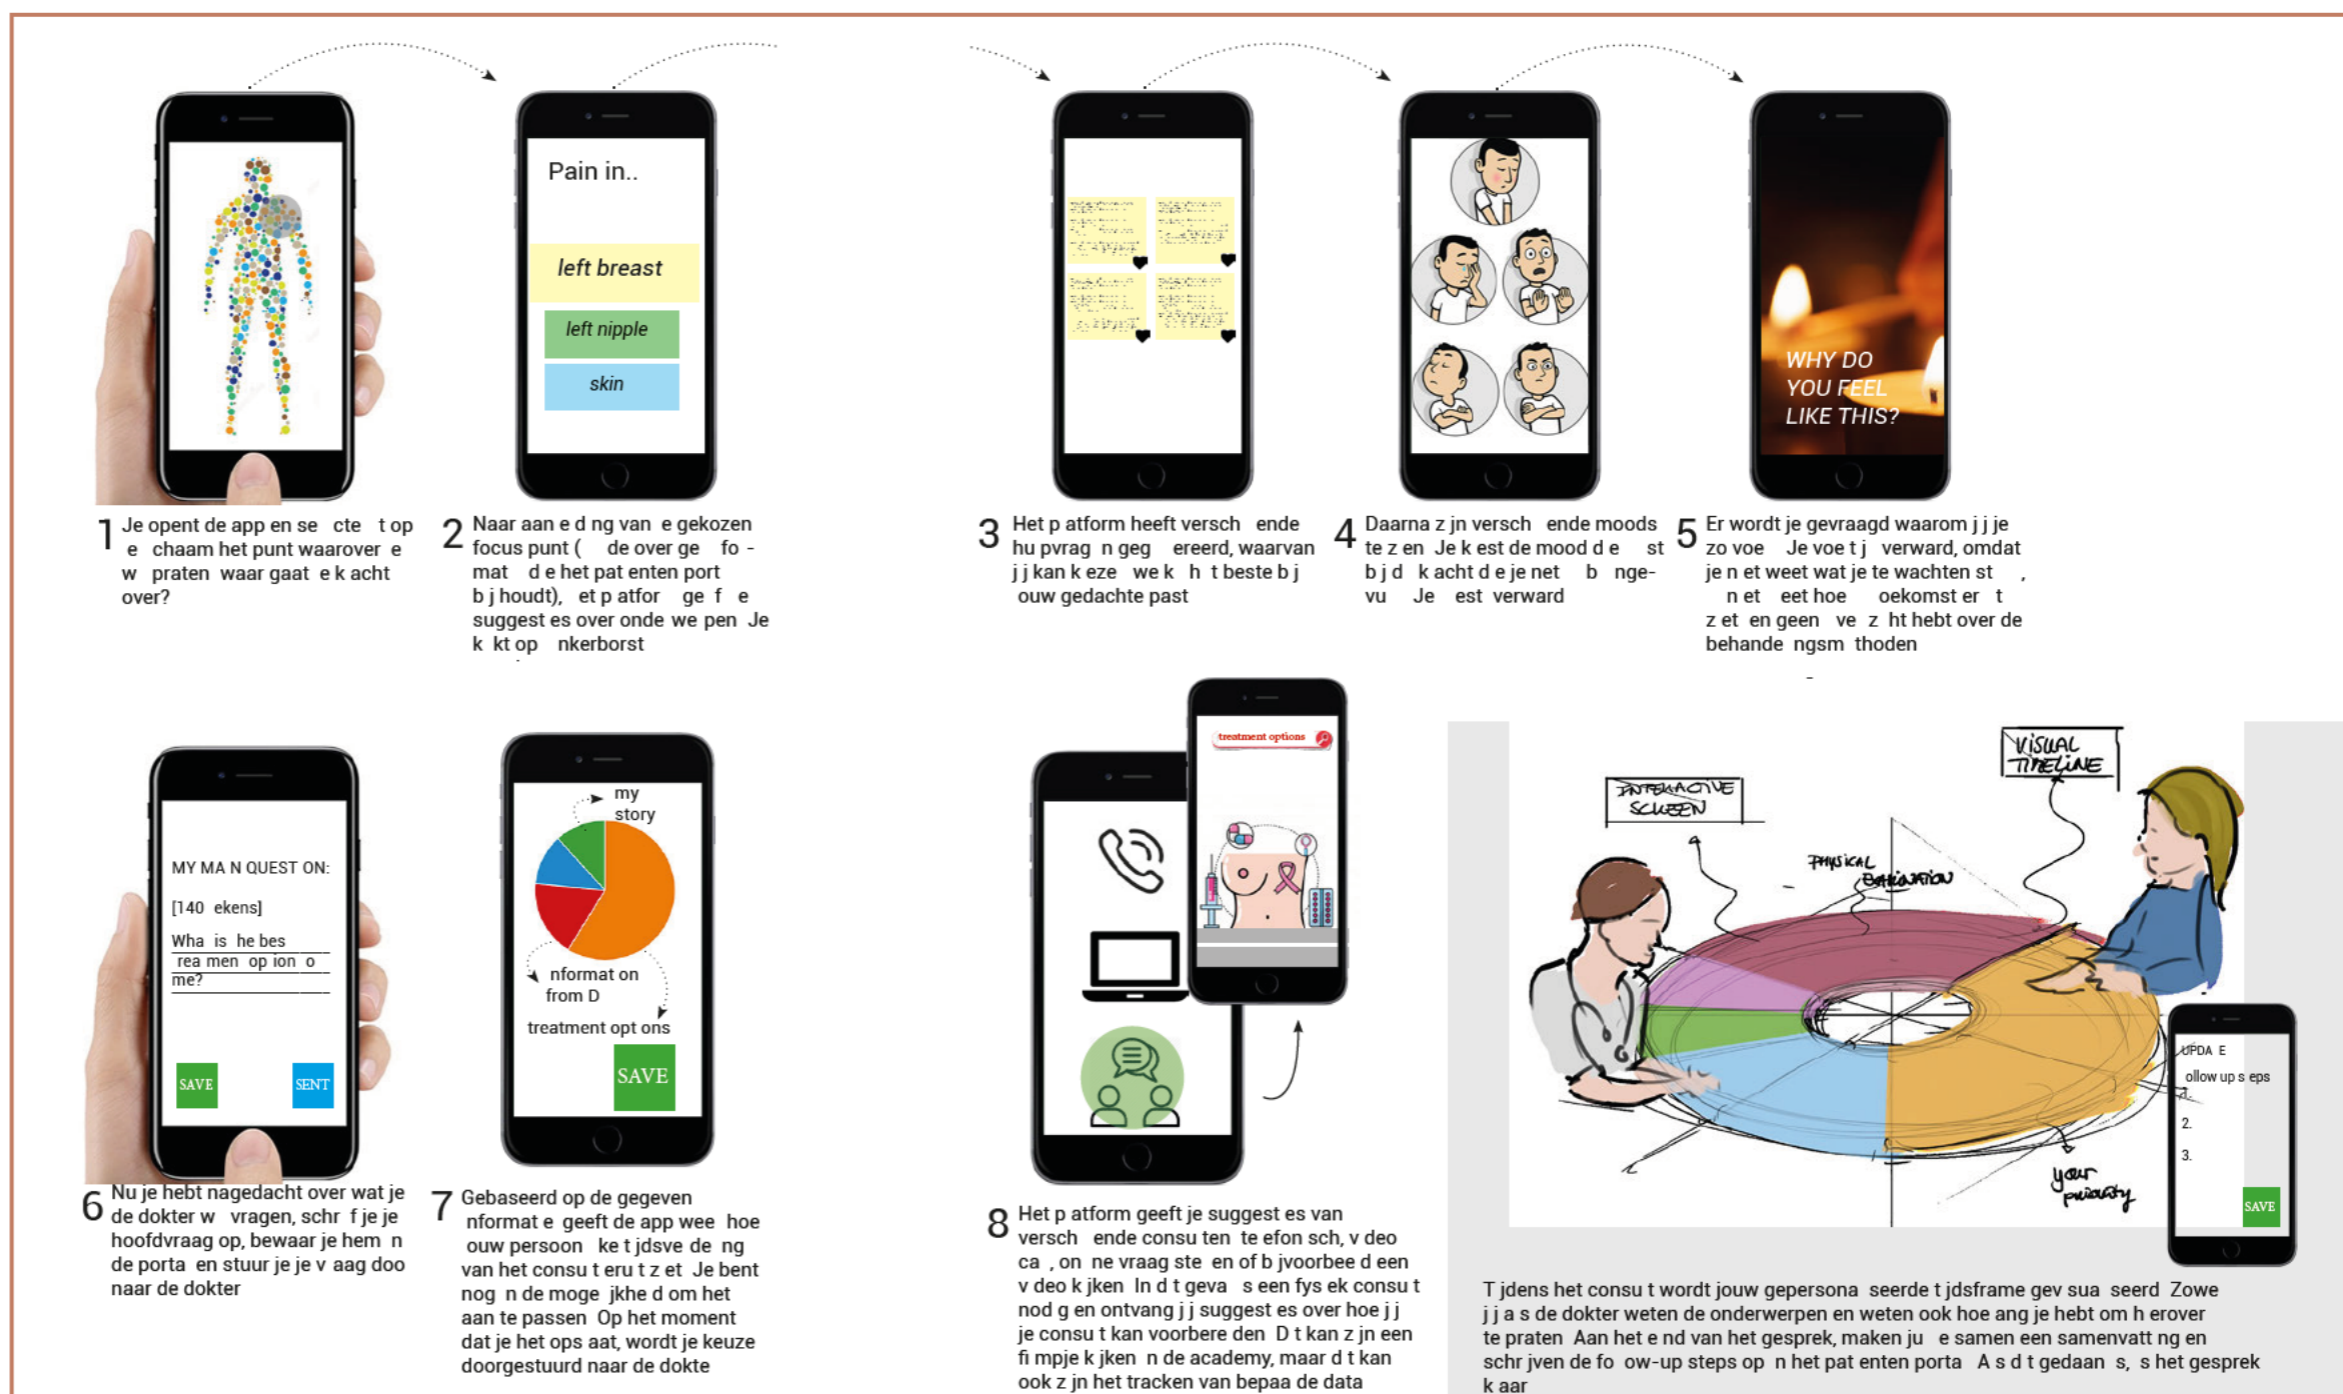 Pain in..
left breast
left nipple
skin
WHY DO
YOU FEEL
LIKE THIS?
1 Je opent de app en se cte t op
e chaam het punt waarover e
w praten waar gaat e k acht
over?
2 Naar aan e d ng van e gekozen
focus punt ( de over ge fo -
mat d e het pat enten port
b j houdt), et p atfor ge f e
suggest es over onde we pen Je
k kt op nkerborst
3 Het p atform heeft versch ende
hu pvrag n geg ereerd, waarvan
j j kan k eze we k h t beste b j
ouw gedachte past
4 Daarna z jn versch ende moods
te z en Je k est de mood d e st
b j d k acht d e je net b nge-
vu Je est verward
5 Er wordt je gevraagd waarom j j je
zo voe Je voe t j verward, omdat
je n et weet wat je te wachten st ,
n et eet hoe oekomst er t
z et en geen ve z ht hebt over de
behande ngsm thoden
MY MA N QUEST ON:
[140 ekens]
Wha is he bes
rea men op ion o
me?
SAVE
SENT
my
story
nformat on
from D
treatment opt ons
SAVE
treatment options
INTERACTIVE
SCREEN
VISUAL
TIMELINE
PHYSICAL
EXAMINATION
your
priority
UPDA E
ollow up s eps
1.
2.
3.
SAVE
6 Nu je hebt nagedacht over wat je
de dokter w vragen, schr f je je
hoofdvraag op, bewaar je hem n
de porta en stuur je je v aag doo
naar de dokter
7 Gebaseerd op de gegeven
nformat e geeft de app wee hoe
ouw persoon ke t jdsve de ng
van het consu t eru t z et Je bent
nog n de moge jkhe d om het
aan te passen Op het moment
dat je het ops aat, wordt je keuze
doorgestuurd naar de dokte
8 Het p atform geeft je suggest es van
versch ende consu ten te efon sch, v deo
ca , on ne vraag ste en of b jvoorbee d een
v deo k jken In d t geva s een fys ek consu t
nod g en ontvang j j suggest es over hoe j j
je consu t kan voorbere den D t kan z jn een
fi mpje k jken n de academy, maar d t kan
ook z jn het tracken van bepaa de data
T jdens het consu t wordt jouw gepersona seerde t jdsframe gev sua seerd Zowe
j j a s de dokter weten de onderwerpen en weten ook hoe ang je hebt om h erover
te praten Aan het e nd van het gesprek, maken ju e samen een samenvatt ng en
schr jven de fo ow-up steps op n het pat enten porta A s d t gedaan s, s het gesprek
k aar